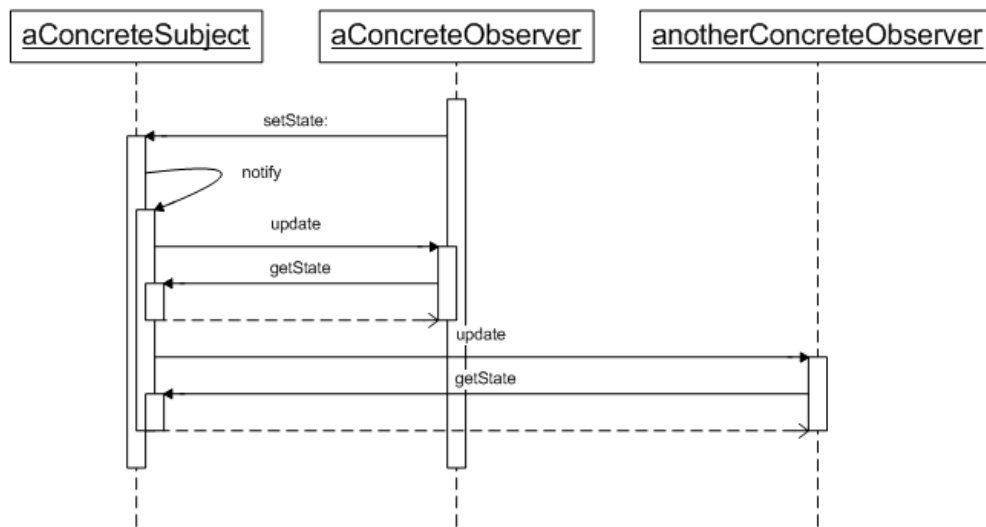 aConcreteSubject
aConcreteObserver
anotherConcreteObserver
setState:
notify
update
getState
update
getState